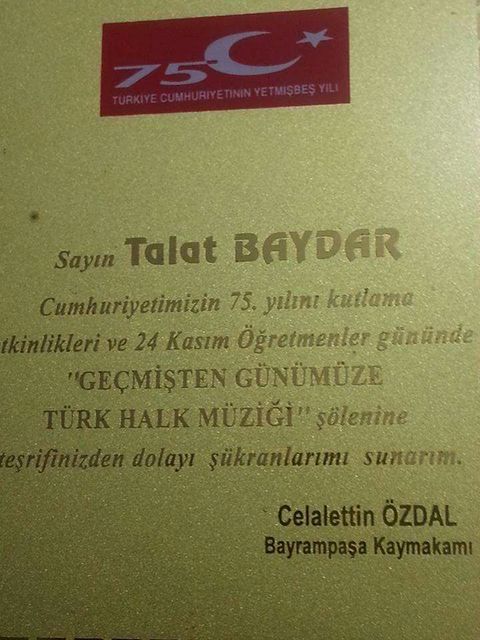 75
TÜRKİYE CUMHURİYETİNİN YETMİŞBEŞ YILI
Sayın Talat BAYDAR
Cumhuriyetimizin 75. yılını kutlama
tkinlikleri ve 24 Kasım Öğretmenler gününde
"GEÇMİŞTEN GÜNÜMÜZE
TÜRK HALK MÜZİĞİ" şölenine
teşrifinizden dolayı şükranlarımı sunarım.
Celalettin ÖZDAL
Bayrampaşa Kaymakamı